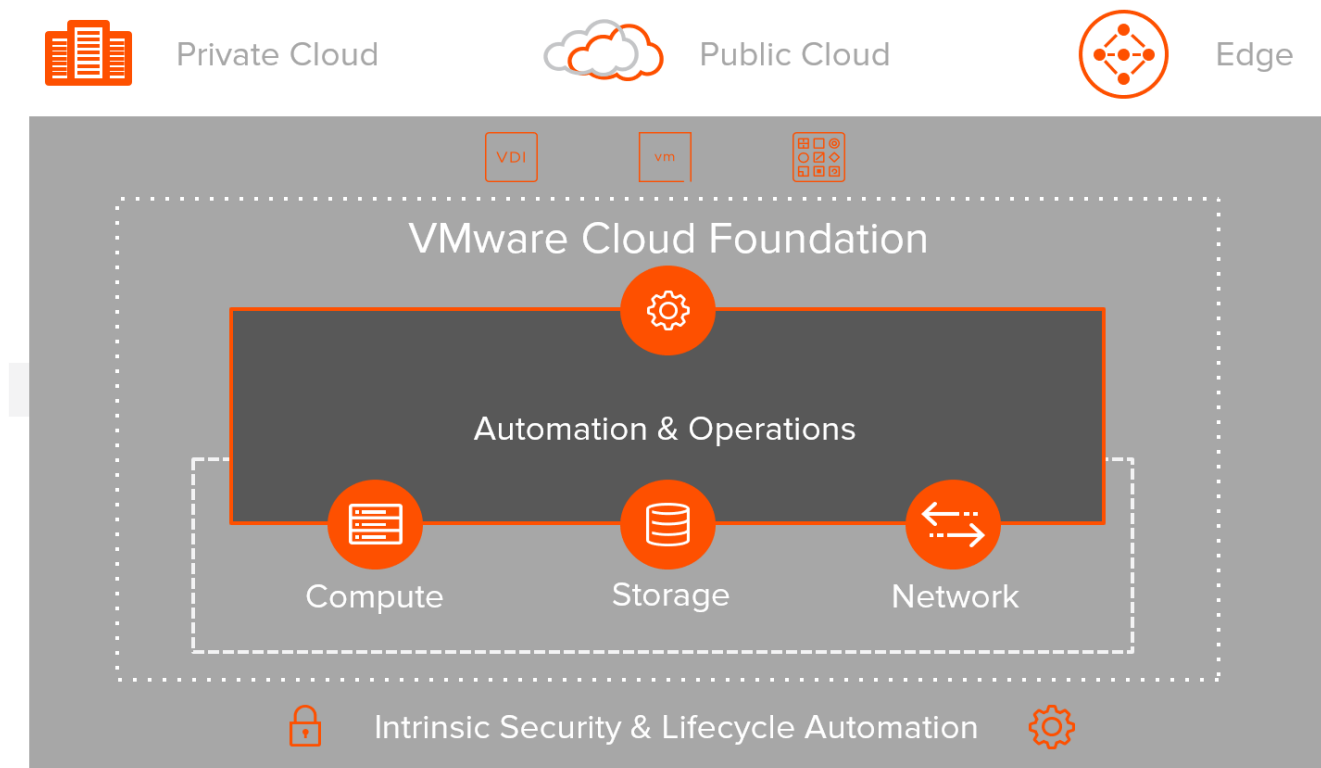 Private Cloud
Public Cloud
Edge
VDI
vm
VMware Cloud Foundation
Automation & Operations
Compute
Storage
Network
Intrinsic Security & Lifecycle Automation